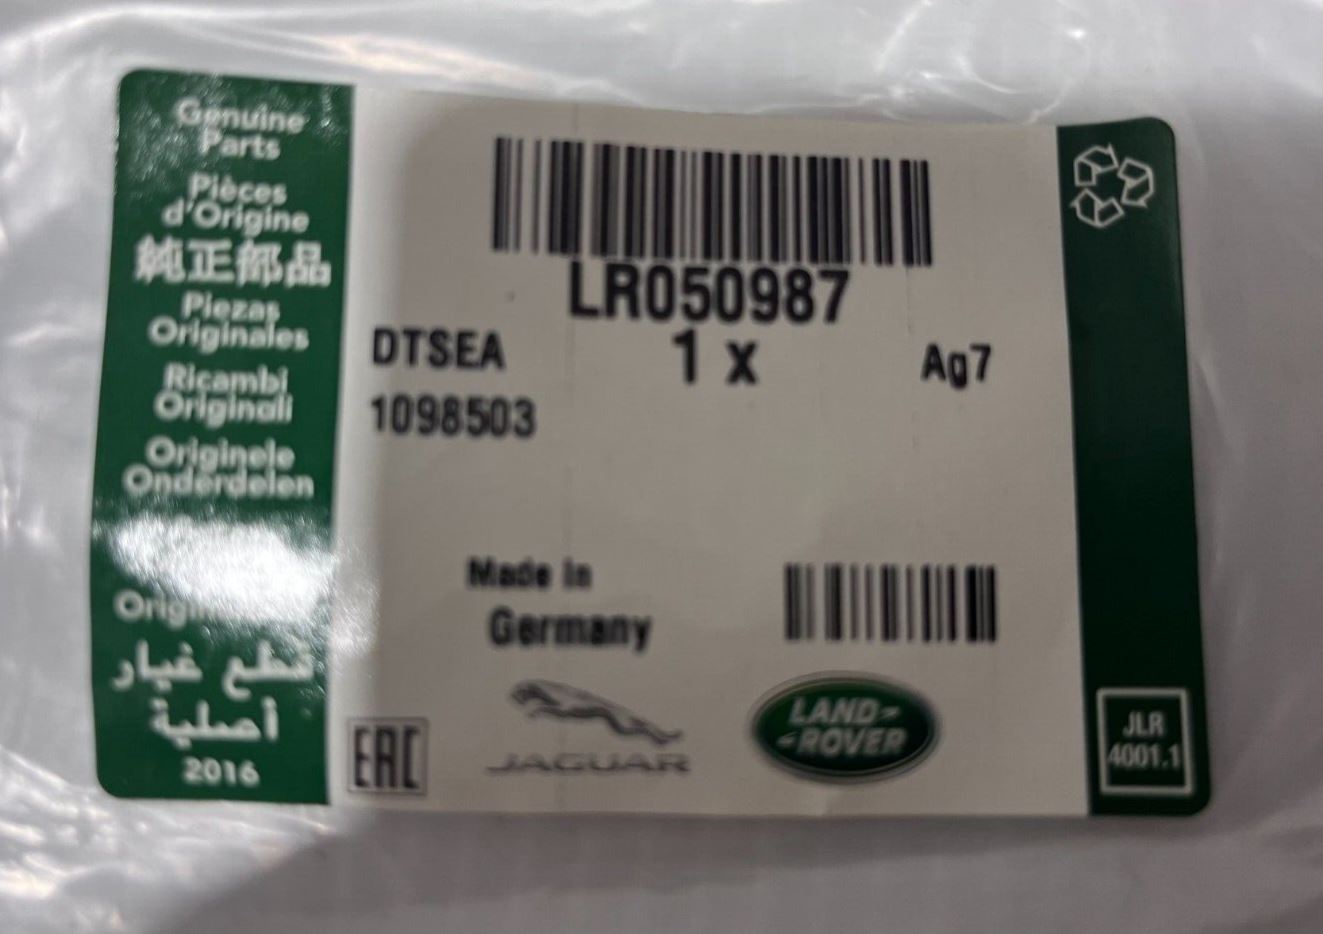 Genuine
Parts
Pièces
d'Origine
純正部品
Piezas
Originales
Ricambi
Originali
Originele
Onderdelen
قطع غيار
أصلية
2016
LR050987
DTSEA 1 x Ag7
1098503
Made in
Germany
EAC
JAGUAR
LAND-
-ROVER
JLR
4001.1